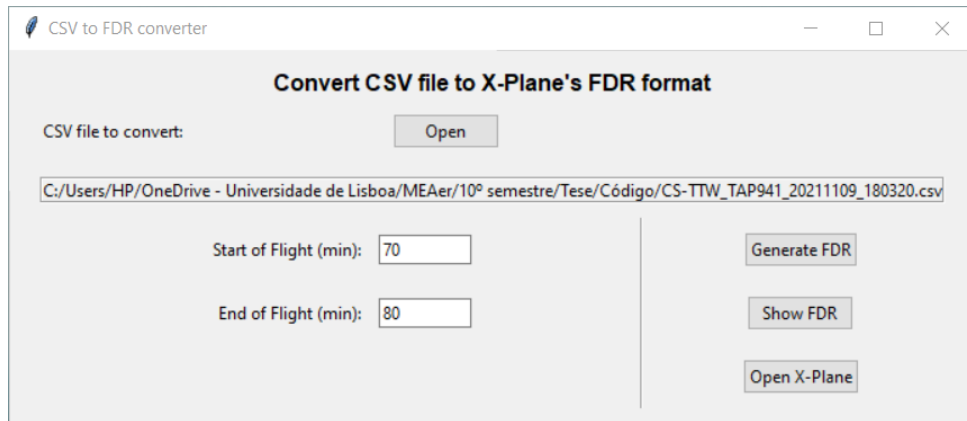 CSV to FDR converter
Convert CSV file to X-Plane's FDR format
CSV file to convert: Open
C:/Users/HP/OneDrive - Universidade de Lisboa/MEAer/10º semestre/Tese/Código/CS-TTW_TAP941_20211109_180320.csv
Start of Flight (min): 70 Generate FDR
End of Flight (min): 80 Show FDR
Open X-Plane